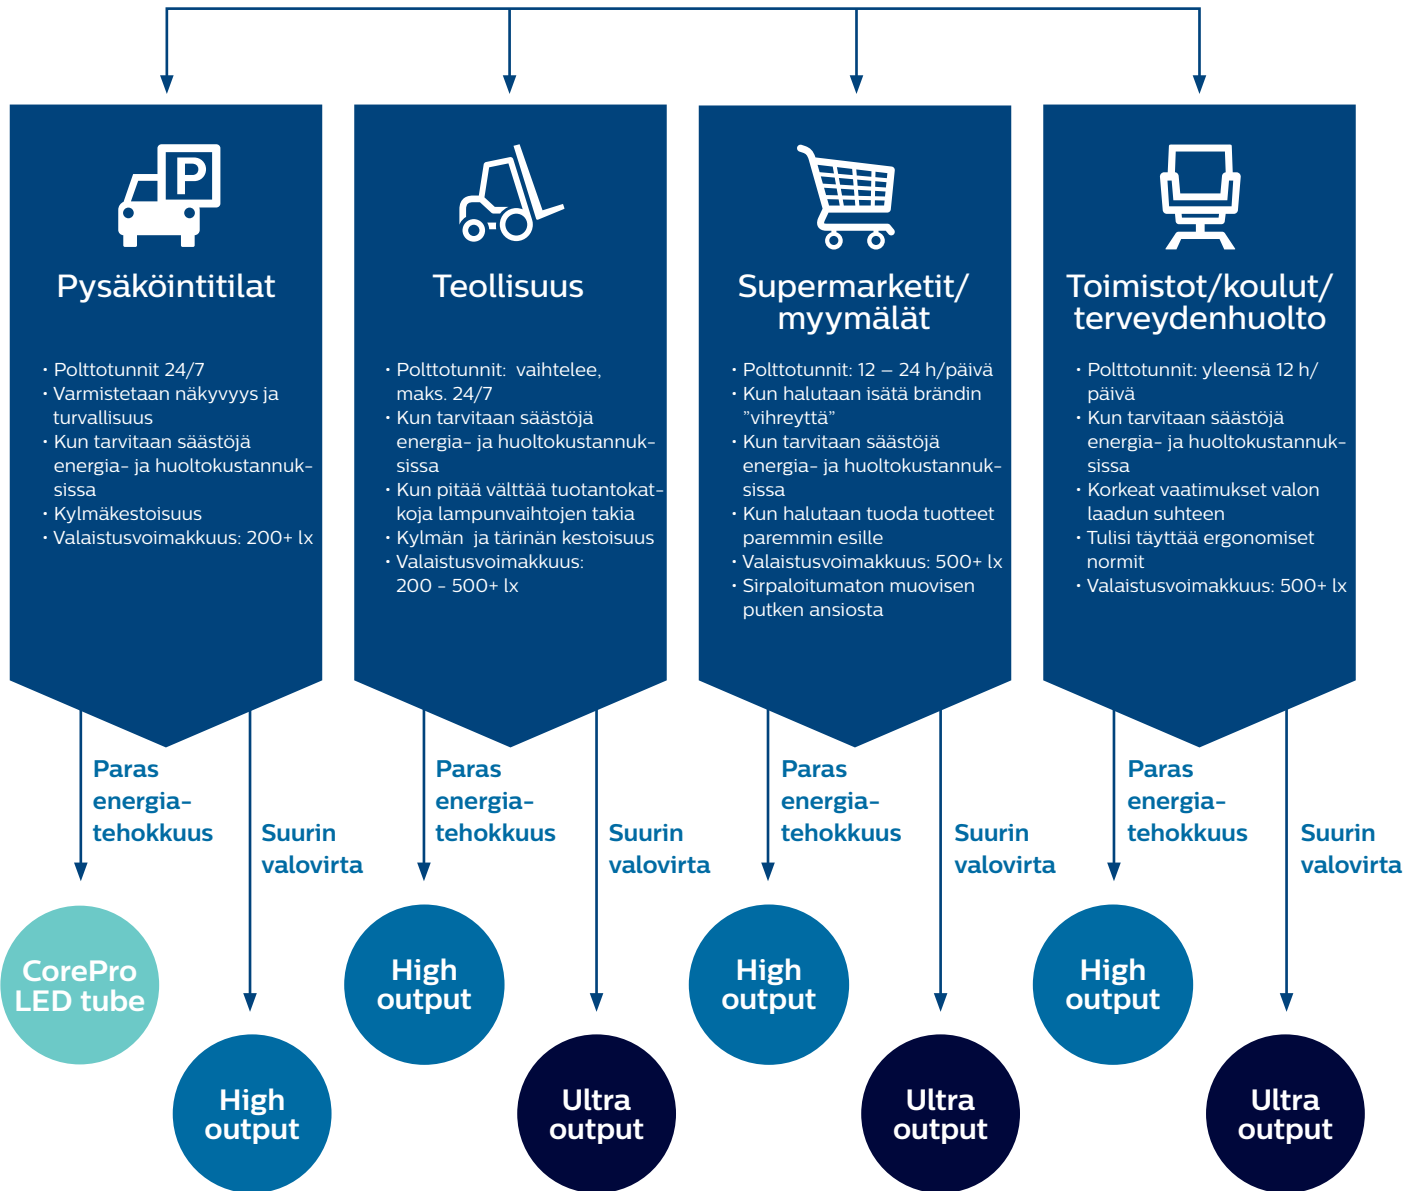 P
Pysäköintitilat
• Polttotunnit 24/7
• Varmistetaan näkyvyys ja
turvallisuus
• Kun tarvitaan säästöjä
energia- ja huoltokustannuk-
sissa
• Kylmäkestoisuus
• Valaistusvoimakkuus: 200+ lx
Teollisuus
• Polttotunnit: vaihtelee,
maks. 24/7
• Kun tarvitaan säästöjä
energia- ja huoltokustannuk-
sissa
• Kun pitää välttää tuotantokat-
koja lampunvaihtojen takia
• Kylmän ja tärinän kestoisuus
• Valaistusvoimakkuus:
200 - 500+ lx
Supermarketit/
myymälät
• Polttotunnit: 12 – 24 h/päivä
• Kun halutaan isätä brändin
”vihreyttä”
• Kun tarvitaan säästöjä
energia- ja huoltokustannuk-
sissa
• Kun halutaan tuoda tuotteet
paremmin esille
• Valaistusvoimakkuus: 500+ lx
• Sirpaloitumaton muovisen
putken ansiosta
Toimistot/koulut/
terveydenhuolto
• Polttotunnit: yleensä 12 h/
päivä
• Kun tarvitaan säästöjä
energia- ja huoltokustannuk-
sissa
• Korkeat vaatimukset valon
laadun suhteen
• Tulisi täyttää ergonomiset
normit
• Valaistusvoimakkuus: 500+ lx
Paras
energia-
tehokkuus
Suurin
valovirta
Paras
energia-
tehokkuus
Suurin
valovirta
Paras
energia-
tehokkuus
Suurin
valovirta
Paras
energia-
tehokkuus
Suurin
valovirta
CorePro
LED tube
High
output
High
output
Ultra
output
High
output
Ultra
output
High
output
Ultra
output